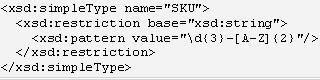 <xsd:simpleType name="SKU">
<xsd:restriction base="xsd:string">
<xsd:pattern value="\d{3}-[A-Z]{2}"/>
</xsd:restriction>
</xsd:simpleType>